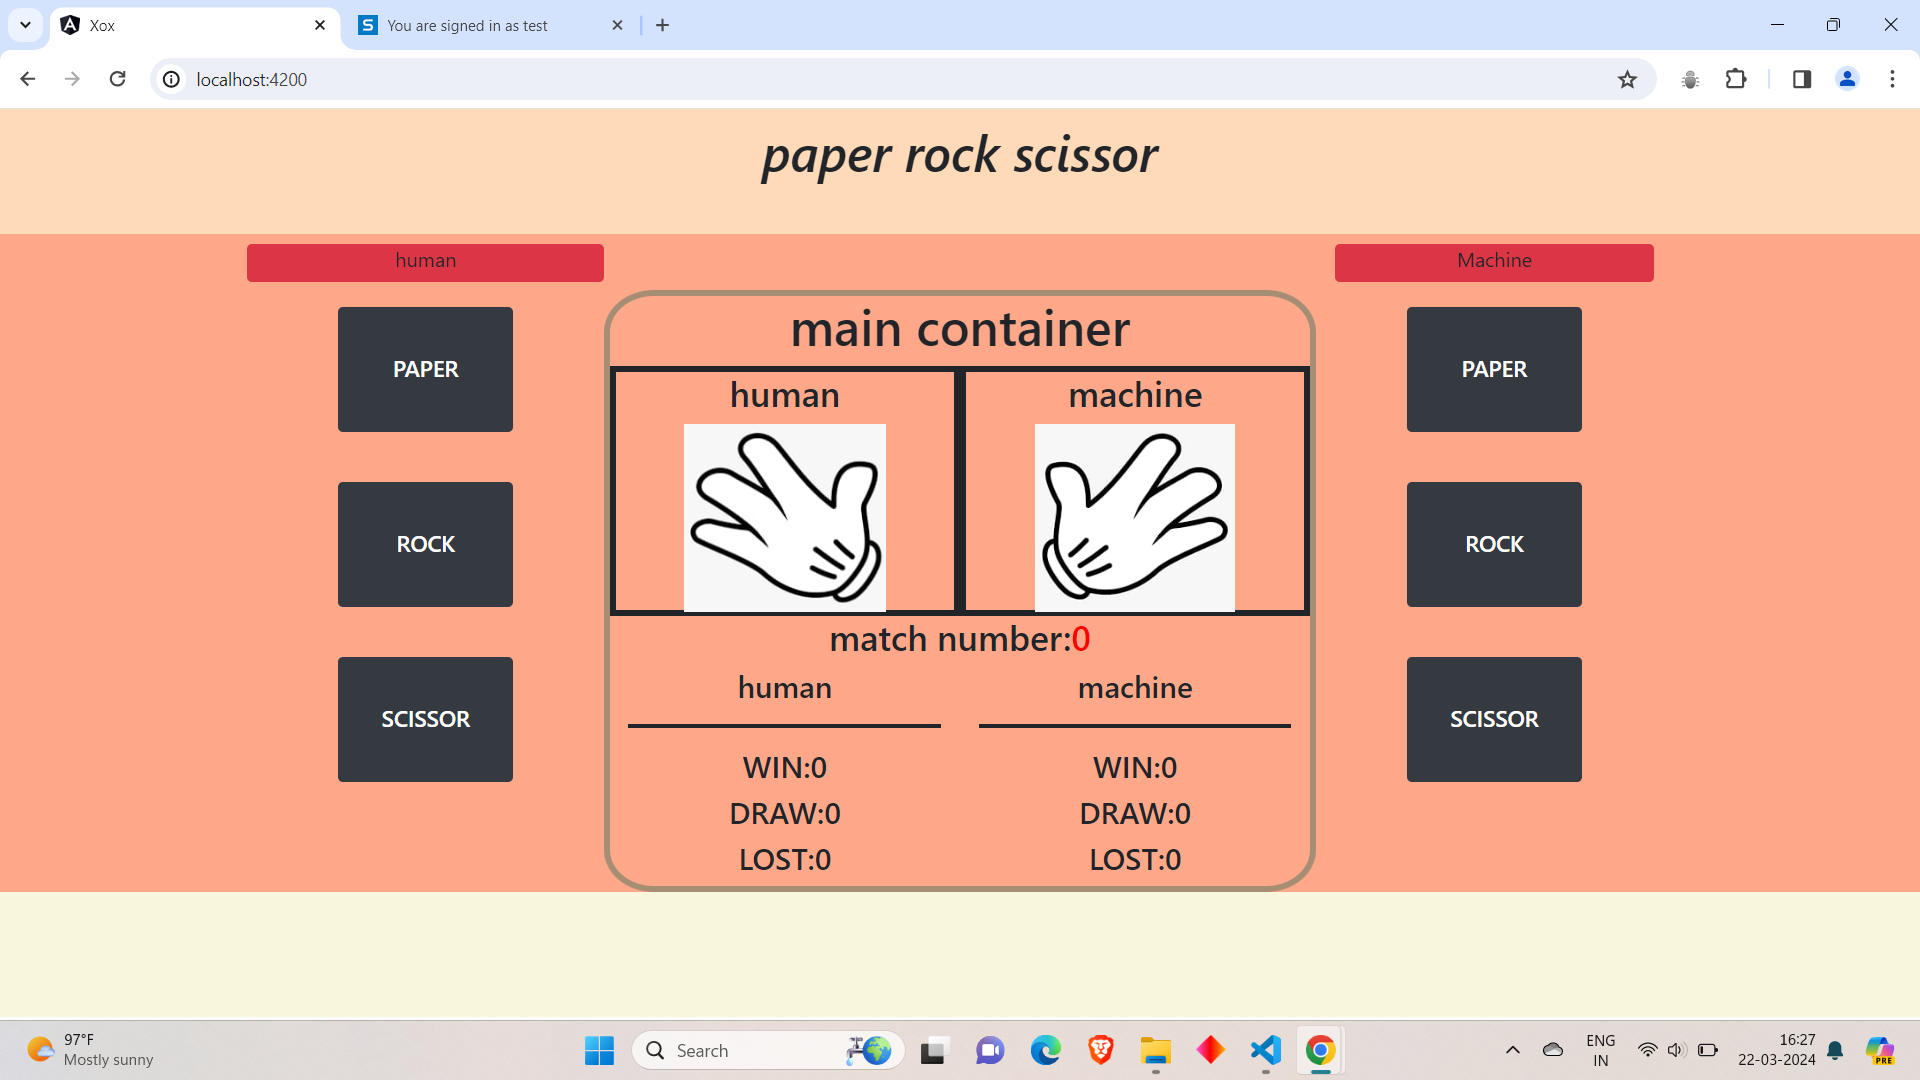 Xox
You are signed in as test
localhost:4200
paper rock scissor
human
Machine
PAPER
ROCK
SCISSOR
main container
human
machine
match number:0
human
machine
WIN:0
WIN:0
DRAW:0
DRAW:0
LOST:0
LOST:0
PAPER
ROCK
SCISSOR
97°F
Mostly sunny
Search
ENG
IN
16:27
22-03-2024
PRE